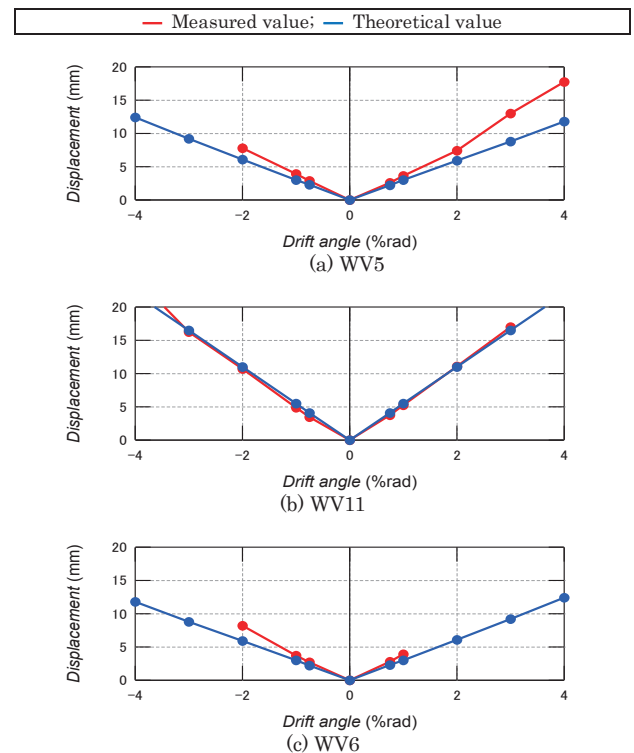 Measured value; Theoretical value
20
15
10
5
0
Displacement (mm)
−4 −2 0 2 4
Drift angle (%rad)
(a) WV5
20
15
10
5
0
Displacement (mm)
−4 −2 0 2 4
Drift angle (%rad)
(b) WV11
20
15
10
5
0
Displacement (mm)
−4 −2 0 2 4
Drift angle (%rad)
(c) WV6